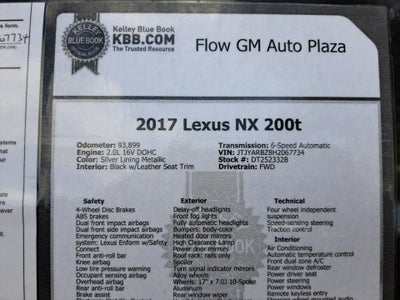 a form.
67734
Kelley Blue Book
KBB.COM
The Trusted Resource
KELLEY
BLUE BOOK
Flow GM Auto Plaza
2017 Lexus NX 200t
Odometer: 93,899
Engine: 2.0L 16V DOHC
Color: Silver Lining Metallic
Interior: Black w/Leather Seat Trim
Transmission: 6-Speed Automatic
VIN: JTJYARBZ8H2067734
Stock #: DT252332B
Drivetrain: FWD
Safety
4-Wheel Disc Brakes
ABS brakes
Dual front impact airbags
Dual front side impact airbags
Emergency communication
system: Lexus Enform w/Safety
Connect
Front anti-roll bar
Knee airbag
Low tire pressure warning
Occupant sensing airbag
Overhead airbag
Rear anti-roll bar
Brake assist
Exterior
Delay-off headlights
Front fog lights
Fully automatic headlights
Bumpers: body-color
Heated door mirrors
High Clearance Lamp
Power door mirrors
Roof rack: rails only
Spoiler
Turn signal indicator mirrors
Alloy wheels
Wheels: 17" x 7.0J 10-Spoke
Aluminum
Rear window wiper
Technical
Four wheel independent
suspension
Speed-sensing steering
Traction control
Interior
Air Conditioning
Automatic temperature control
Front dual zone A/C
Rear window defroster
Power driver seat
Power steering
Power windows
Remote keyless entry